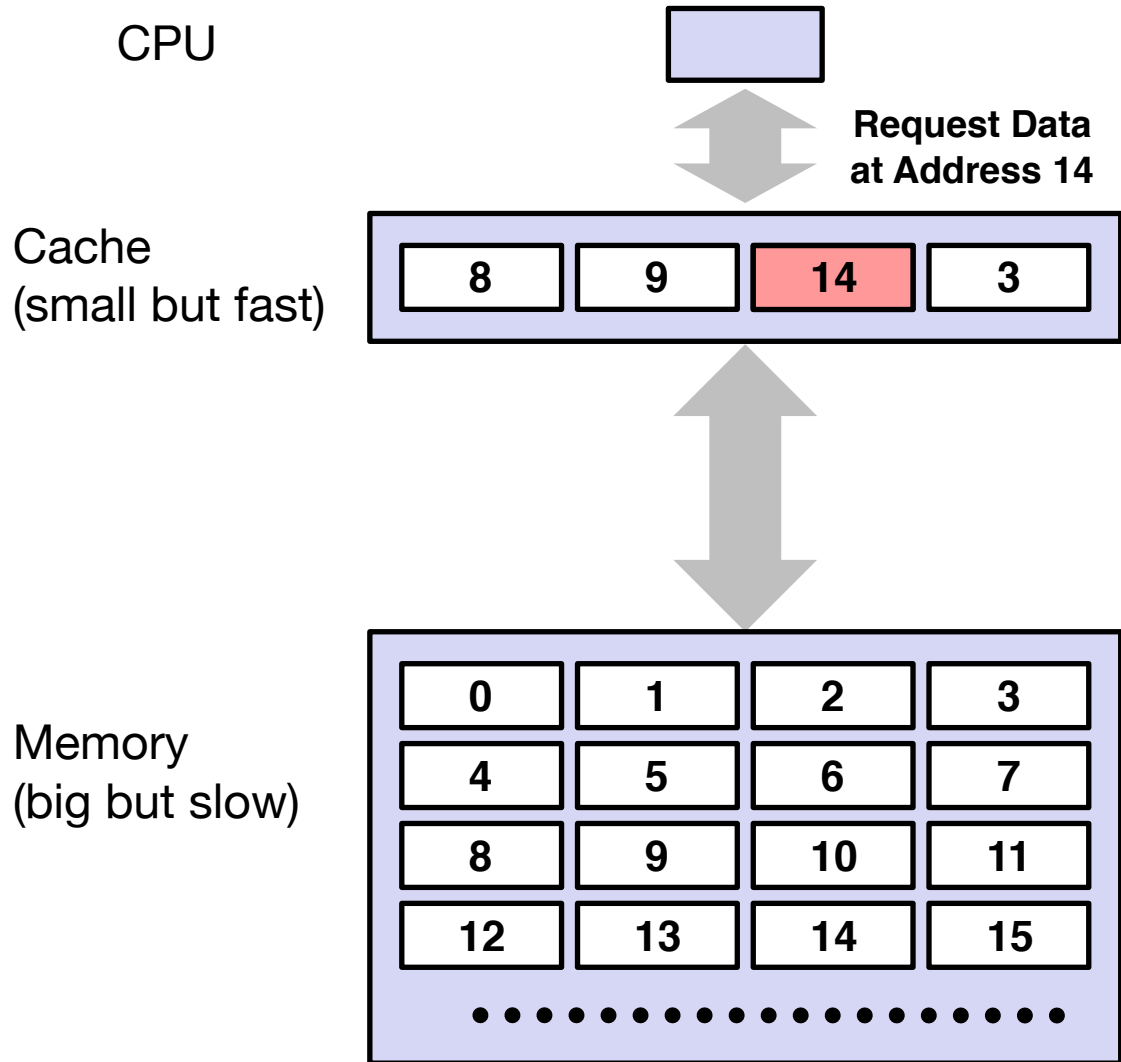 CPU
Request Data
at Address 14
Cache
(small but fast)
8 9 14 3
Memory
(big but slow)
0 1 2 3
4 5 6 7
8 9 10 11
12 13 14 15